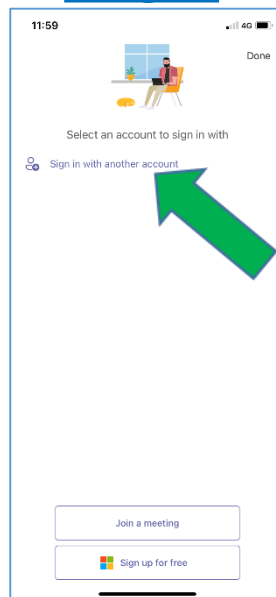 11:59
4G
Done
Select an account to sign in with
Sign in with another account
Join a meeting
Sign up for free